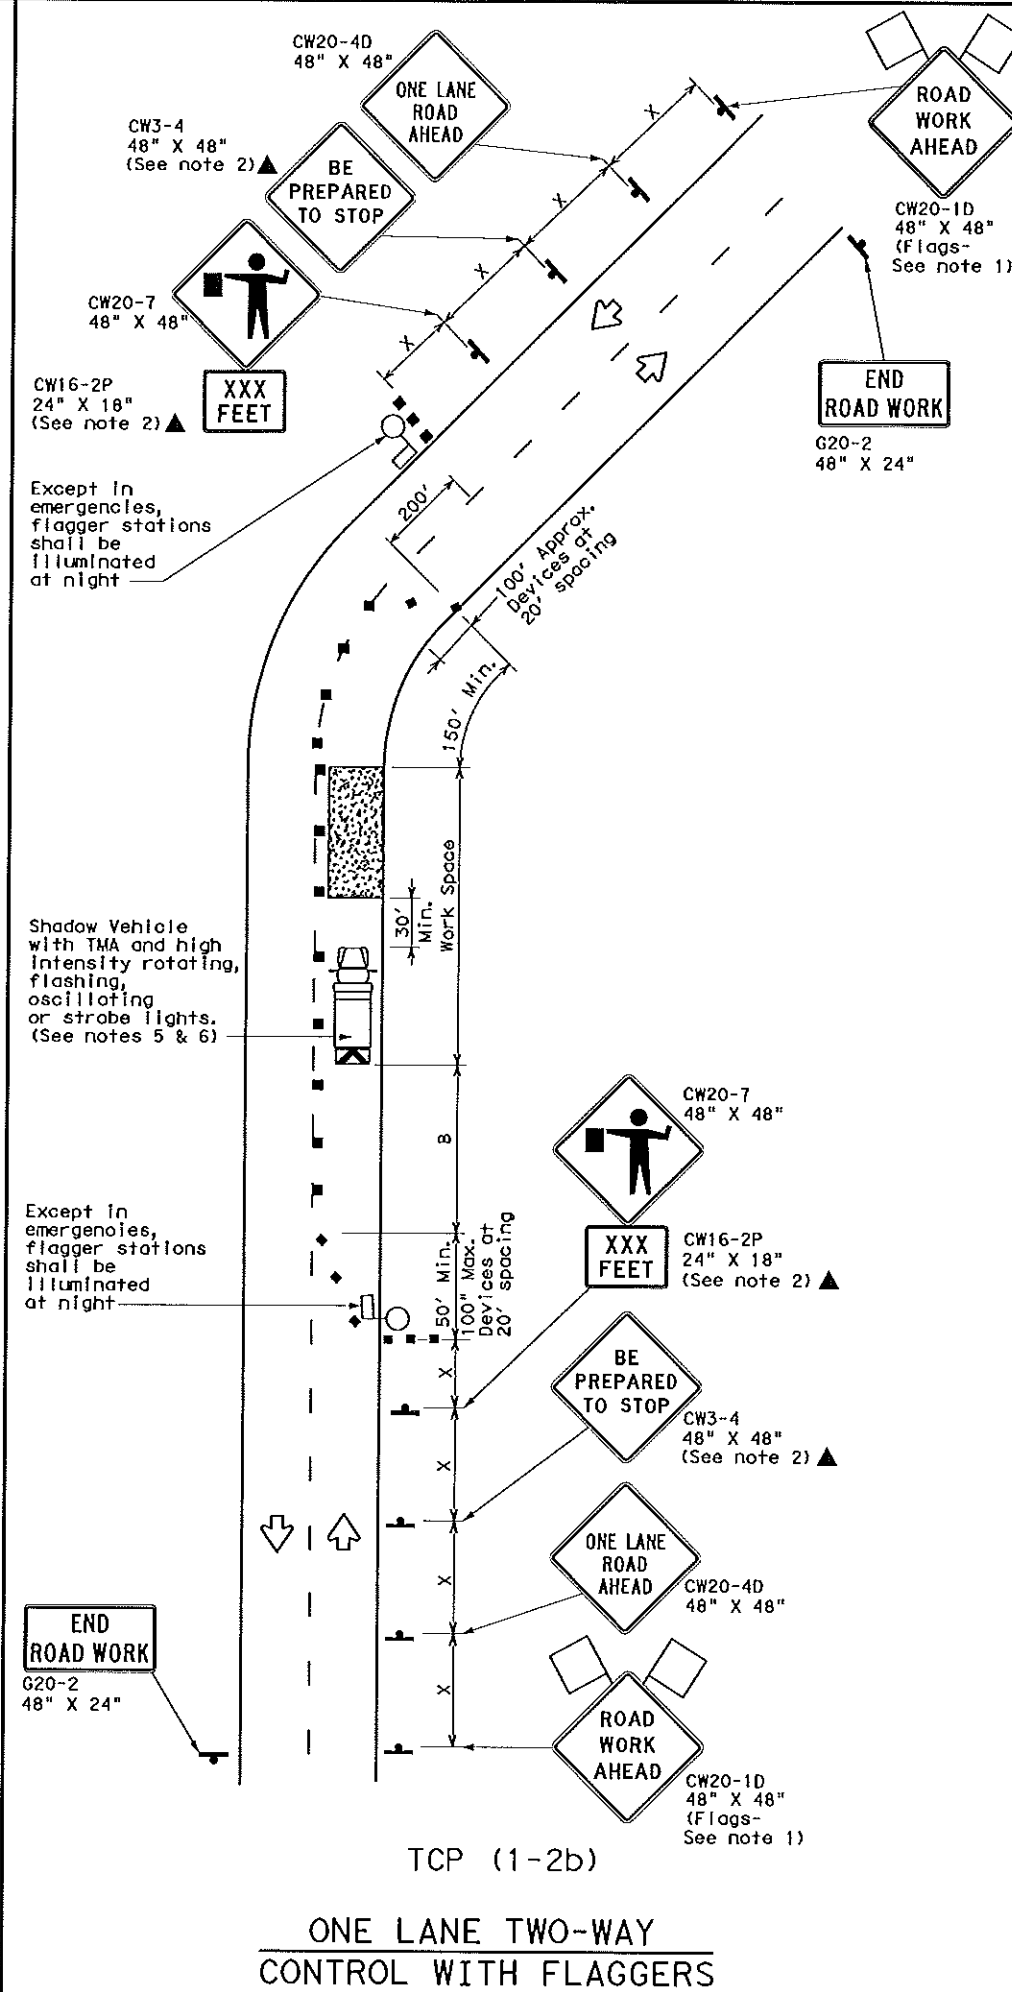 CW20-4D
48" X 48"
ONE LANE
ROAD
AHEAD
CW3-4
48" X 48"
(See note 2)
BE
PREPARED
TO STOP
CW20-7
48" X 48"
CW16-2P
24" X 18"
(See note 2)
XXX
FEET
X
X
X
X
ROAD
WORK
AHEAD
CW20-1D
48" X 48"
(Flags-
See note 1)
END
ROAD WORK
G20-2
48" X 24"
Except in
emergencies,
flagger stations
shall be
illuminated
at night
200'
100' Approx.
Devices at
20' spacing
150' Min.
Work Space
30'
Min.
Shadow Vehicle
with TMA and high
intensity rotating,
flashing,
oscillating
or strobe lights.
(See notes 5 & 6)
B
Except in
emergencies,
flagger stations
shall be
illuminated
at night
50' Min.
100" Max.
Devices at
20' spacing
CW20-7
48" X 48"
XXX
FEET
CW16-2P
24" X 18"
(See note 2)
X
X
X
X
BE
PREPARED
TO STOP
CW3-4
48" X 48"
(See note 2)
ONE LANE
ROAD
AHEAD
CW20-4D
48" X 48"
END
ROAD WORK
G20-2
48" X 24"
ROAD
WORK
AHEAD
CW20-1D
48" X 48"
(Flags-
See note 1)
TCP (1-2b)
ONE LANE TWO-WAY
CONTROL WITH FLAGGERS